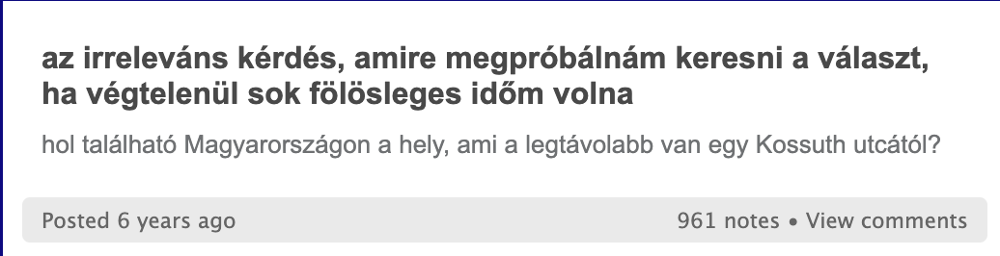 az irreleváns kérdés, amire megpróbálnám keresni a választ,
ha végtelenül sok fölösleges időm volna
hol található Magyarországon a hely, ami a legtávolabb van egy Kossuth utcától?
Posted 6 years ago
961 notes • View comments